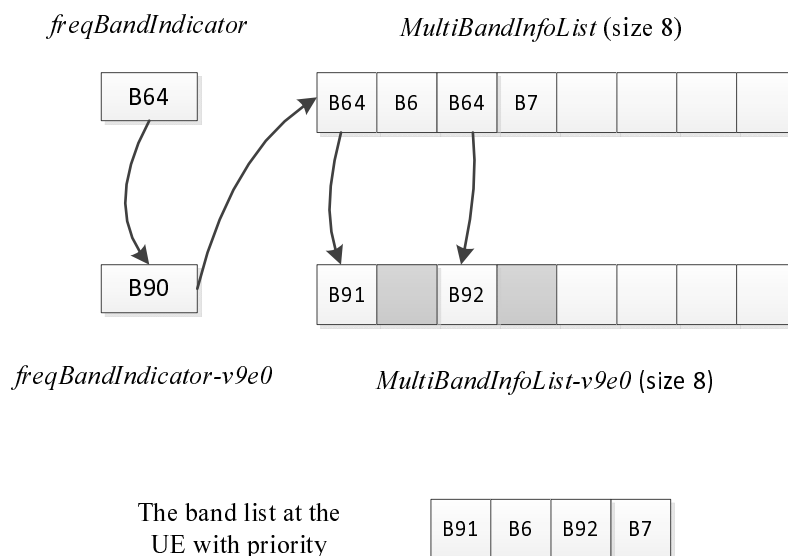 freqBandIndicator
MultiBandInfoList (size 8)
B64
B64 B6 B64 B7
B90
B91 B92
freqBandIndicator-v9e0
MultiBandInfoList-v9e0 (size 8)
The band list at the
UE with priority
B91 B6 B92 B7